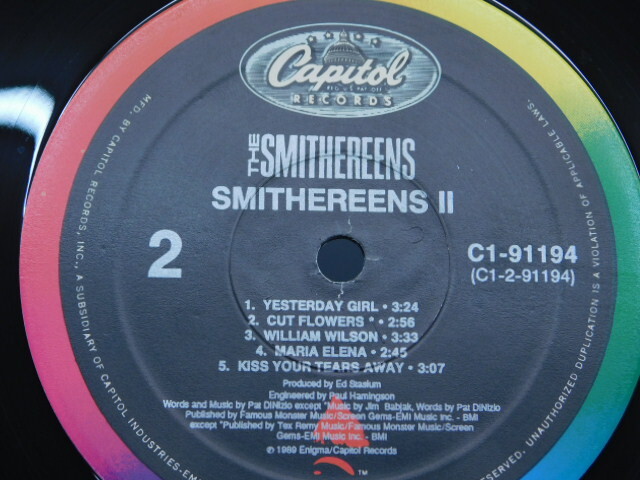 Capitol
RECORDS
THE SMITHEREENS
SMITHEREENS II
2
C1-91194
(C1-2-91194)
1. YESTERDAY GIRL • 3:24
2. CUT FLOWERS * • 2:56
3. WILLIAM WILSON • 3:33
4. MARIA ELENA • 2:45
5. KISS YOUR TEARS AWAY • 3:07
Produced by Ed Stasium
Engineered by Paul Hamingson
Words and Music by Pat DiNizio except *Music by Jim Babjak, Words by Pat DiNizio
Published by Famous Monster Music/Screen Gems-EMI Music Inc. - BMI
except *Published by Tex Remy Music/Famous Monster Music/Screen
Gems-EMI Music Inc. - BMI
℗ 1989 Enigma/Capitol Records
TM
MFD. BY CAPITOL RECORDS, INC., A SUBSIDIARY OF CAPITOL INDUSTRIES-EMI
UNAUTHORIZED DUPLICATION IS A VIOLATION OF APPLICABLE LAWS.